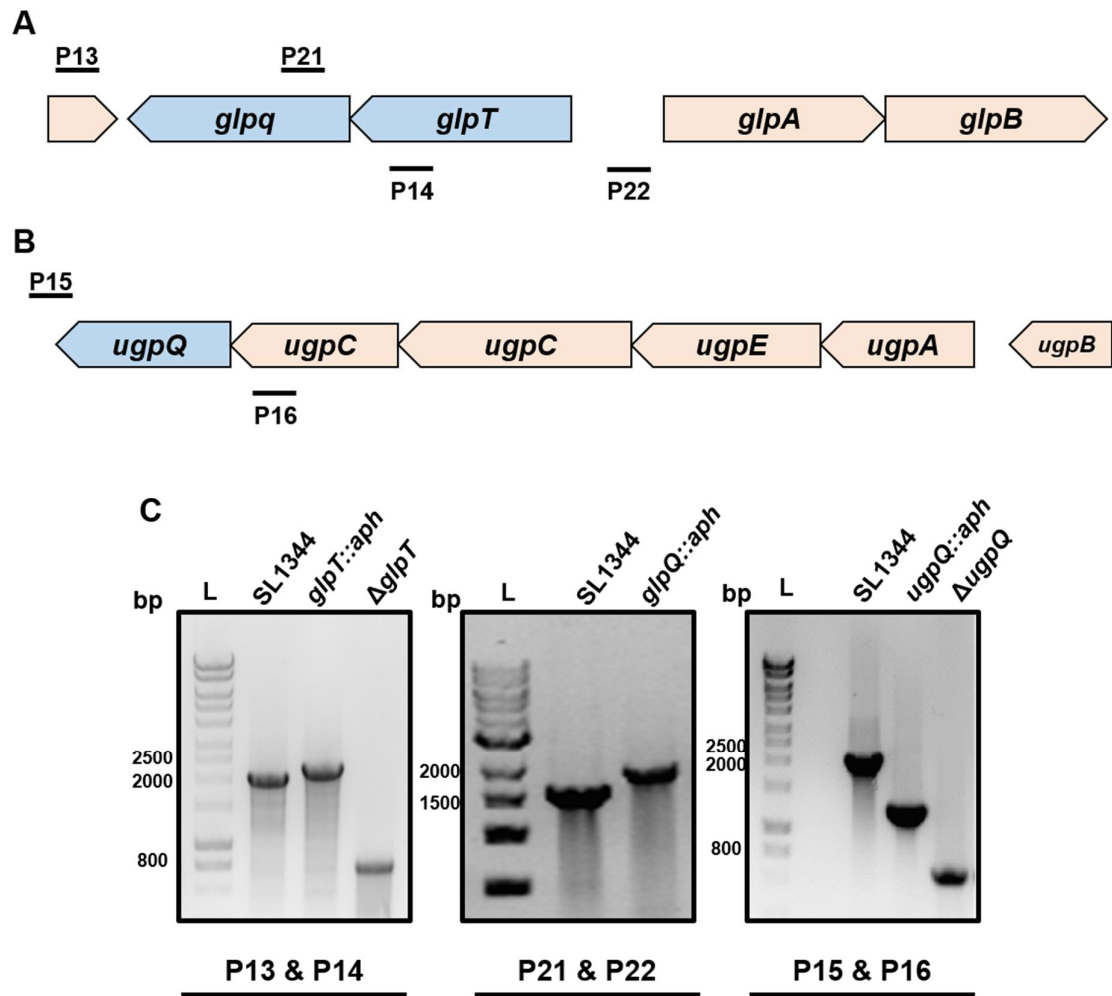 A
P13 P21
glpq glpT glpA glpB
P14 P22
B
P15
ugpQ ugpC ugpC ugpE ugpA ugpB
P16
C
bp L SL1344 glpT::aph ΔglpT
2500
2000
800
P13 & P14
bp L SL1344 glpQ::aph
2000
1500
P21 & P22
bp L SL1344 ugpQ::aph ΔugpQ
2500
2000
800
P15 & P16